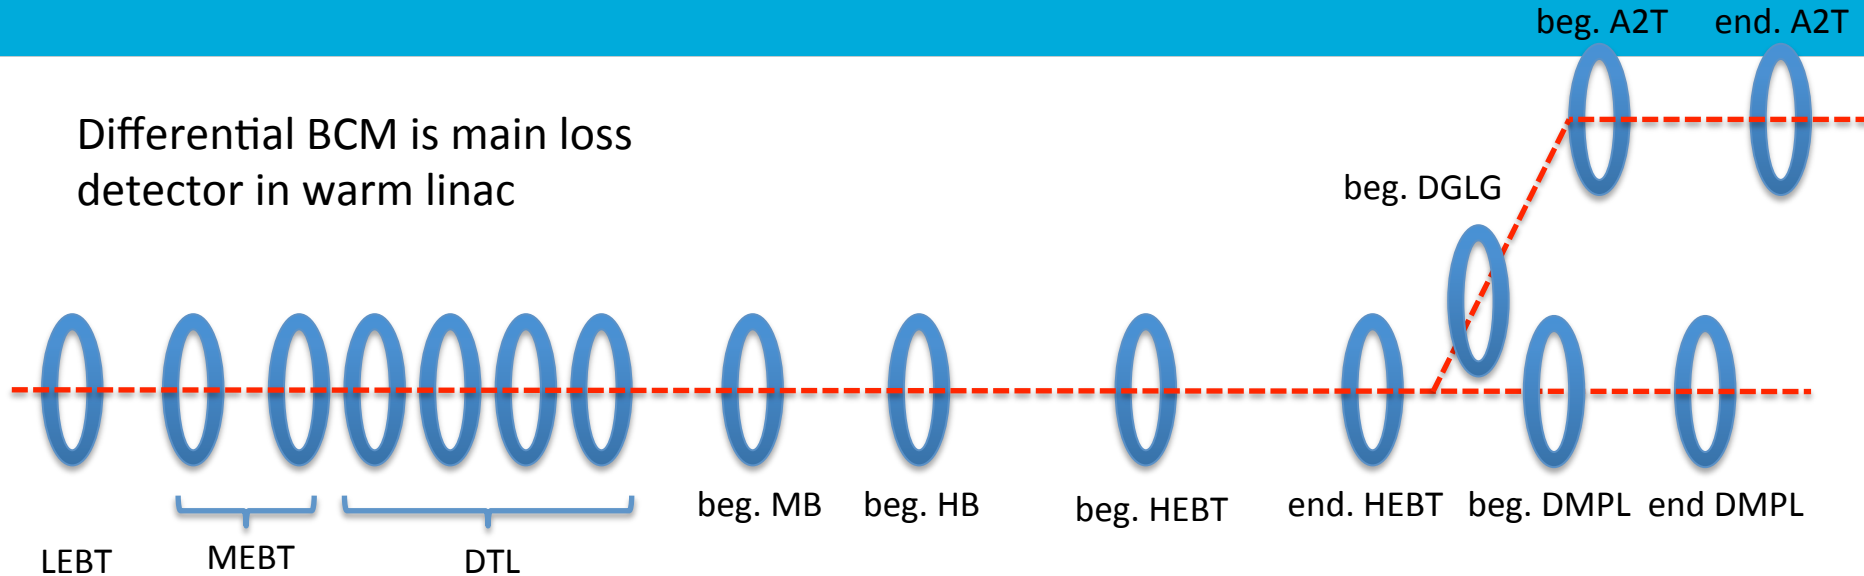 beg. A2T
end. A2T
Differential BCM is main loss
detector in warm linac
beg. DGLG
beg. MB
beg. HB
beg. HEBT
end. HEBT
beg. DMPL
end DMPL
LEBT
MEBT
DTL